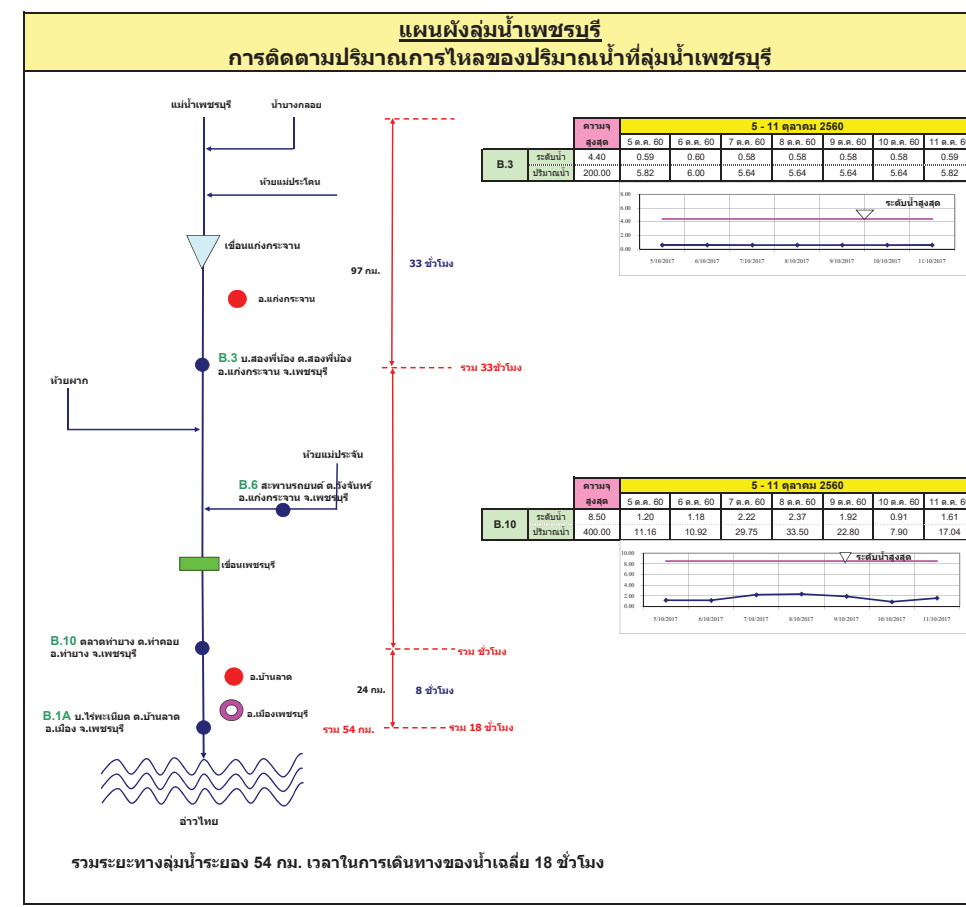 แผนผังลุ่มน้ำเพชรบุรี
การติดตามปริมาณการไหลของปริมาณน้ำที่ลุ่มน้ำเพชรบุรี
แม่น้ำเพชรบุรี น้ำบางกลอย
ห้วยแม่ประโดน
เขื่อนแก่งกระจาน
97 กม. 33 ชั่วโมง
อ.แก่งกระจาน
B.3 บ.สองพี่น้อง ต.สองพี่น้อง
อ.แก่งกระจาน จ.เพชรบุรี
รวม 33ชั่วโมง
ห้วยผาก
ห้วยแม่ประจัน
B.6 สะพานรถยนต์ ต.วังจันทร์
อ.แก่งกระจาน จ.เพชรบุรี
เขื่อนเพชรบุรี
B.10 ตลาดท่ายาง ต.ท่าคอย
อ.ท่ายาง จ.เพชรบุรี
รวม ชั่วโมง
อ.บ้านลาด
24 กม. 8 ชั่วโมง
B.1A บ.ไร่พะเนียด ต.บ้านลาด
อ.เมือง จ.เพชรบุรี
อ.เมืองเพชรบุรี
รวม 54 กม. รวม 18 ชั่วโมง
อ่าวไทย
รวมระยะทางลุ่มน้ำระยอง 54 กม. เวลาในการเดินทางของน้ำเฉลี่ย 18 ชั่วโมง
ความจุ 5 - 11 ตุลาคม 2560
สูงสุด 5 ต.ค. 60 6 ต.ค. 60 7 ต.ค. 60 8 ต.ค. 60 9 ต.ค. 60 10 ต.ค. 60 11 ต.ค. 60
B.3 ระดับน้ำ 4.40 0.59 0.60 0.58 0.58 0.58 0.58 0.59
ปริมาณน้ำ 200.00 5.82 6.00 5.64 5.64 5.64 5.64 5.82
8.00
6.00
4.00
2.00
0.00
ระดับน้ำสูงสุด
5/10/2017 6/10/2017 7/10/2017 8/10/2017 9/10/2017 10/10/2017 11/10/2017
ความจุ 5 - 11 ตุลาคม 2560
สูงสุด 5 ต.ค. 60 6 ต.ค. 60 7 ต.ค. 60 8 ต.ค. 60 9 ต.ค. 60 10 ต.ค. 60 11 ต.ค. 60
B.10 ระดับน้ำ 8.50 1.20 1.18 2.22 2.37 1.92 0.91 1.61
ปริมาณน้ำ 400.00 11.16 10.92 29.75 33.50 22.80 7.90 17.04
10.00
8.00
6.00
4.00
2.00
0.00
ระดับน้ำสูงสุด
5/10/2017 6/10/2017 7/10/2017 8/10/2017 9/10/2017 10/10/2017 11/10/2017